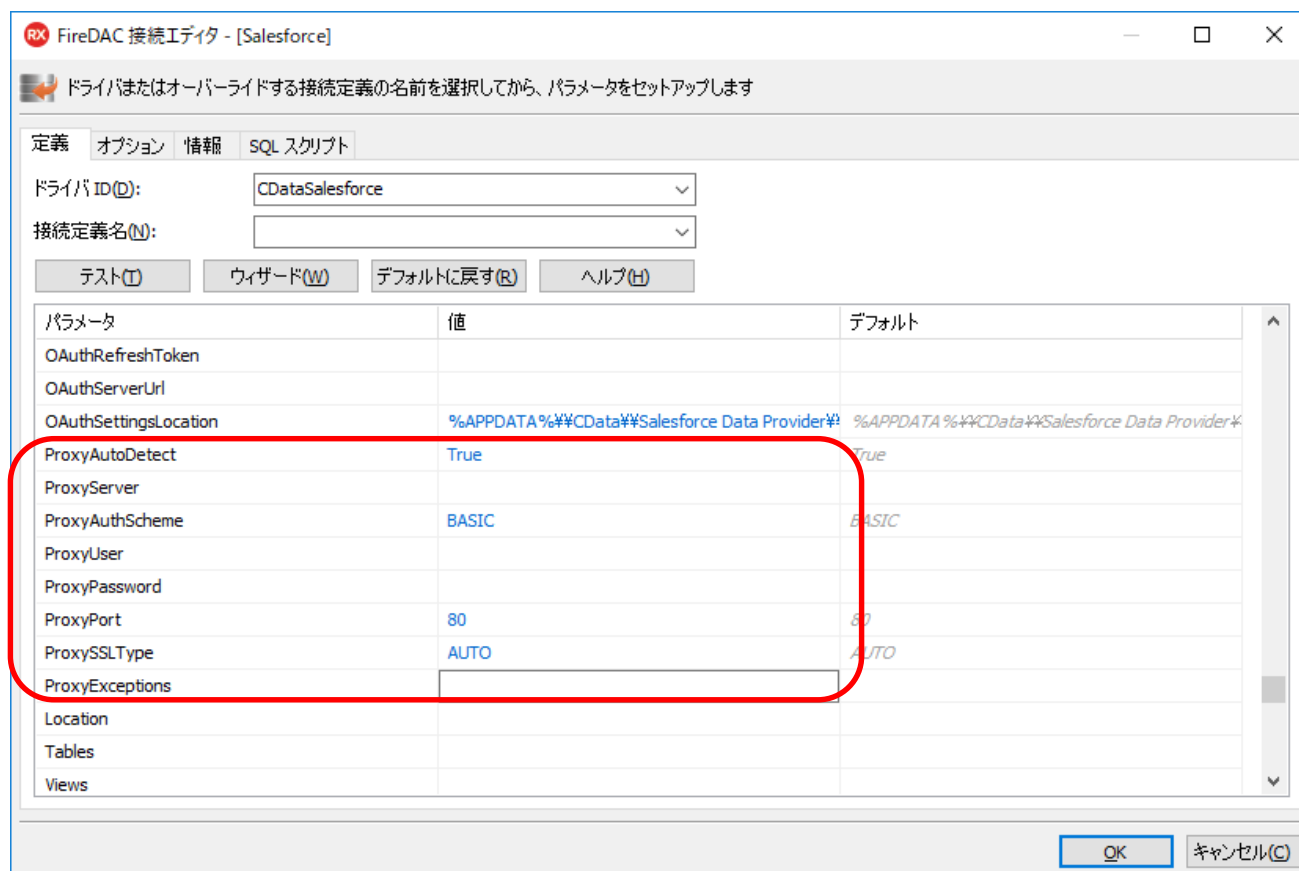 RX FireDAC 接続エディタ - [Salesforce]
ドライバまたはオーバーライドする接続定義の名前を選択してから、パラメータをセットアップします
定義 オプション 情報 SQL スクリプト
ドライバ ID(D): CDataSalesforce
接続定義名(N):
テスト(T) ウィザード(W) デフォルトに戻す(R) ヘルプ(H)
パラメータ 値 デフォルト
OAuthRefreshToken
OAuthServerUrl
OAuthSettingsLocation %APPDATA%¥¥CData¥¥Salesforce Data Provider¥ %APPDATA%¥¥CData¥¥Salesforce Data Provider¥
ProxyAutoDetect True True
ProxyServer
ProxyAuthScheme BASIC BASIC
ProxyUser
ProxyPassword
ProxyPort 80 80
ProxySSLType AUTO AUTO
ProxyExceptions
Location
Tables
Views
OK キャンセル(C)